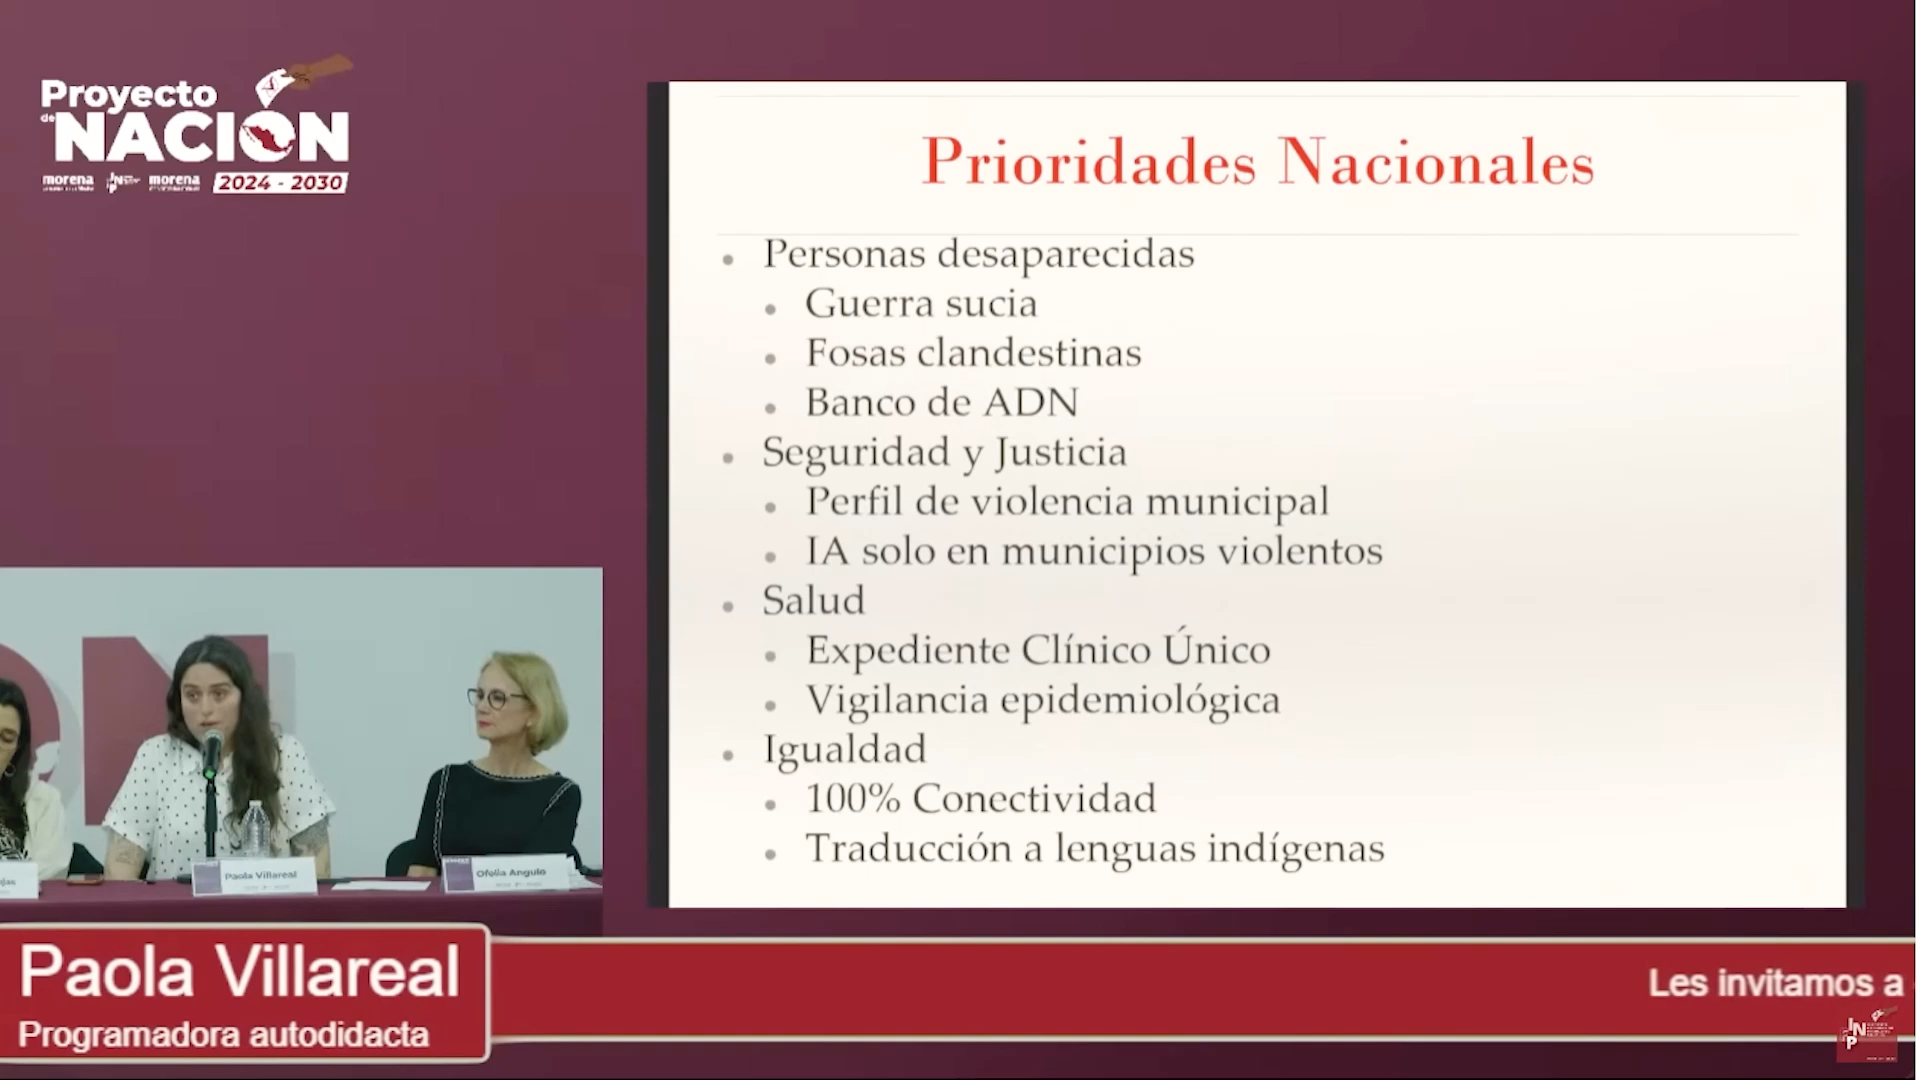 Proyecto
de
NACIÓN
morena
morena
2024 - 2030
Prioridades Nacionales
Personas desaparecidas
Guerra sucia
Fosas clandestinas
Banco de ADN
Seguridad y Justicia
Perfil de violencia municipal
IA solo en municipios violentos
Salud
Expediente Clínico Único
Vigilancia epidemiológica
Igualdad
100% Conectividad
Traducción a lenguas indígenas
Paola Villareal
Ofelia Angulo
Paola Villareal
Programadora autodidacta
Les invitamos a